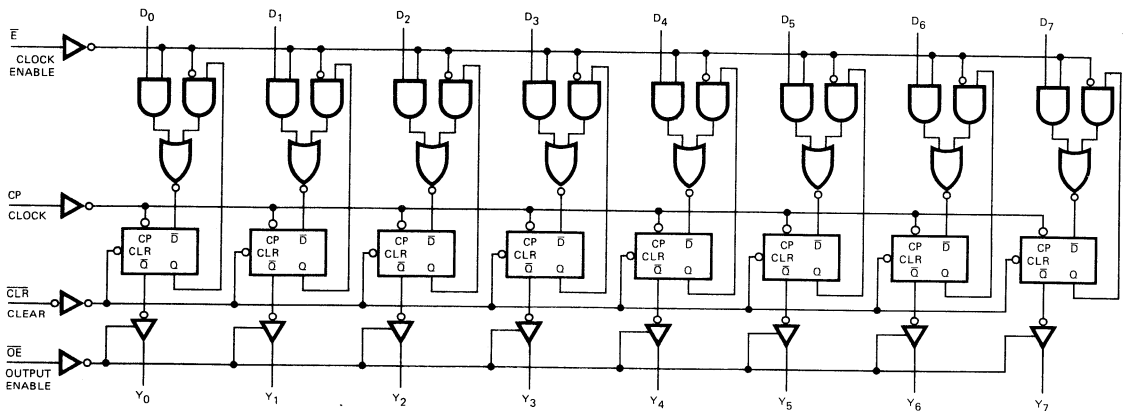 D0 D1 D2 D3 D4 D5 D6 D7
E̅
CLOCK
ENABLE
CP
CLOCK
CP D̅ CP D̅ CP D̅ CP D̅ CP D̅ CP D̅ CP D̅ CP D̅
CLR CLR CLR CLR CLR CLR CLR CLR
Q̅ Q Q̅ Q Q̅ Q Q̅ Q Q̅ Q Q̅ Q Q̅ Q Q̅ Q
C̅L̅R̅
CLEAR
O̅E̅
OUTPUT
ENABLE
Y0 Y1 Y2 Y3 Y4 Y5 Y6 Y7